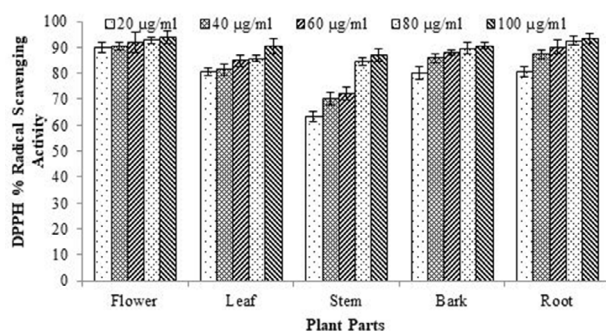 20 µg/ml 40 µg/ml 60 µg/ml 80 µg/ml 100 µg/ml
DPPH % Radical Scavenging
Activity
100
90
80
70
60
50
40
30
20
10
0
Flower Leaf Stem Bark Root
Plant Parts